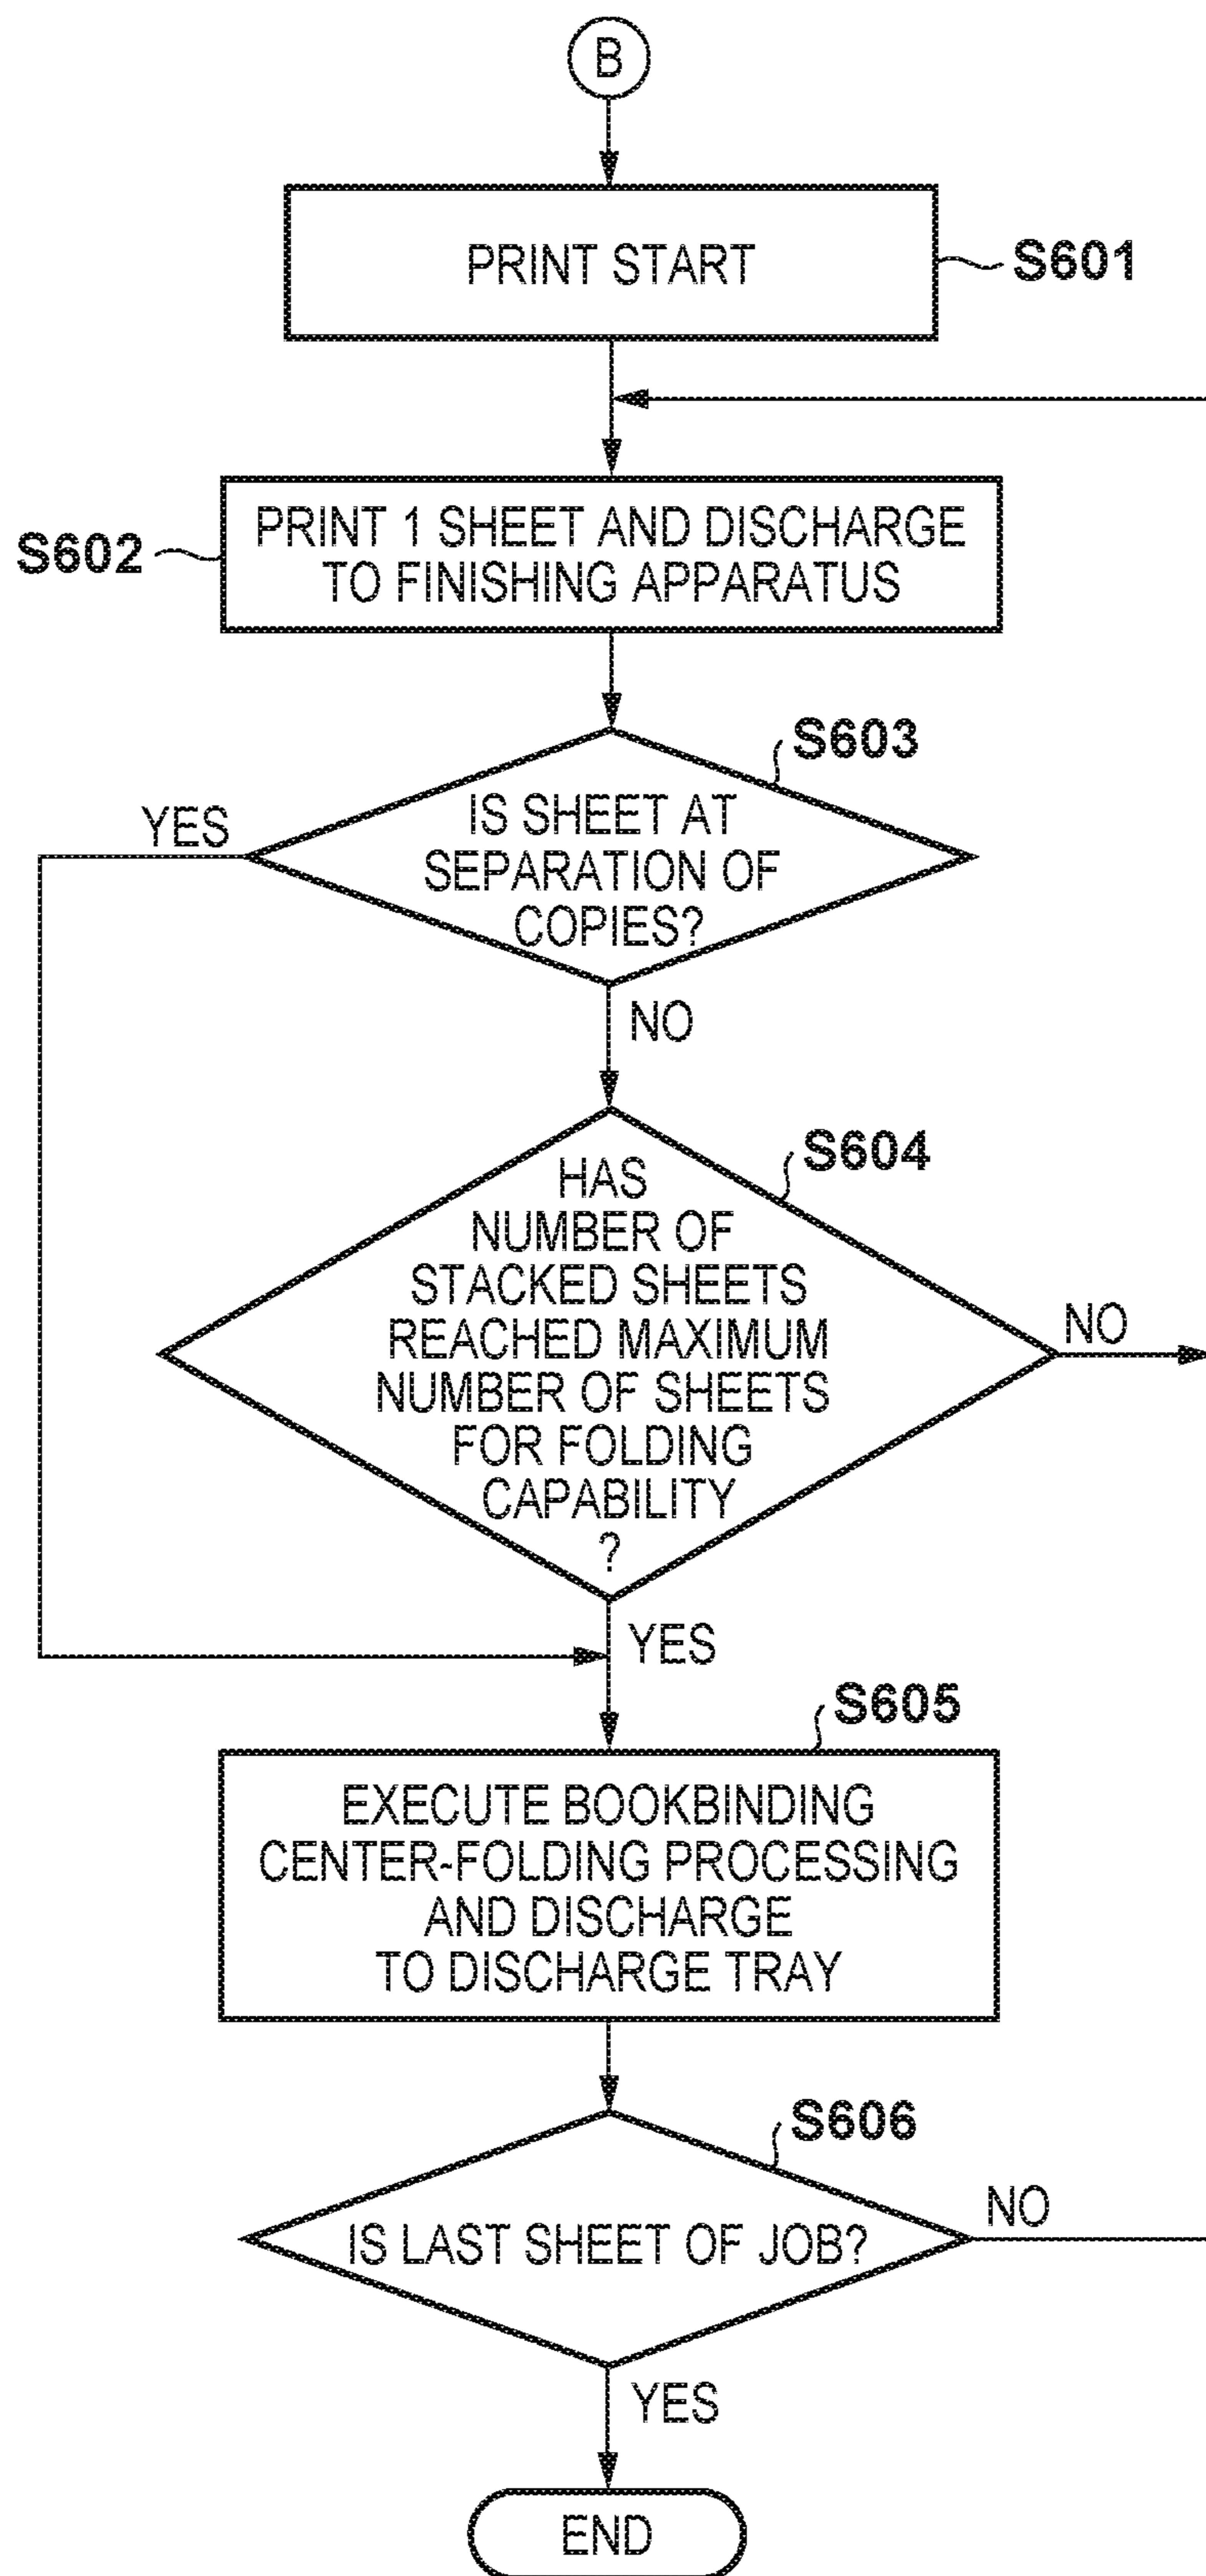 B
PRINT START
S601
S602
PRINT 1 SHEET AND DISCHARGE
TO FINISHING APPARATUS
S603
YES
IS SHEET AT
SEPARATION OF
COPIES?
NO
S604
HAS
NUMBER OF
STACKED SHEETS
REACHED MAXIMUM
NUMBER OF SHEETS
FOR FOLDING
CAPABILITY
?
NO
YES
S605
EXECUTE BOOKBINDING
CENTER-FOLDING PROCESSING
AND DISCHARGE
TO DISCHARGE TRAY
S606
IS LAST SHEET OF JOB?
NO
YES
END